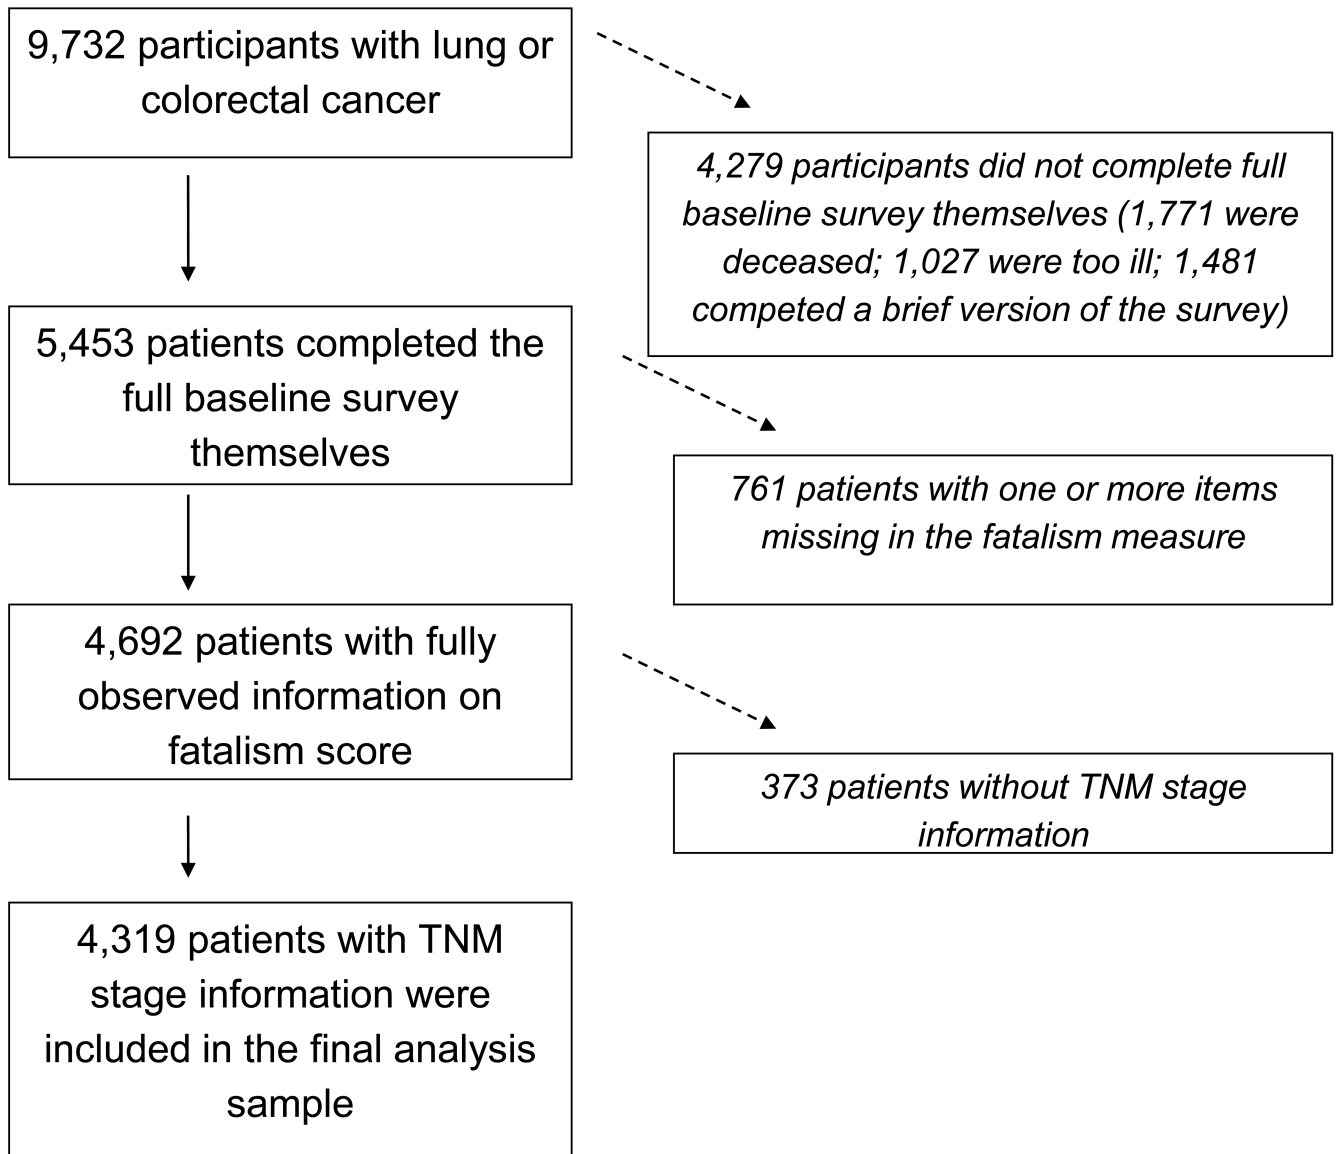 9,732 participants with lung or
colorectal cancer
4,279 participants did not complete full
baseline survey themselves (1,771 were
deceased; 1,027 were too ill; 1,481
competed a brief version of the survey)
5,453 patients completed the
full baseline survey
themselves
761 patients with one or more items
missing in the fatalism measure
4,692 patients with fully
observed information on
fatalism score
373 patients without TNM stage
information
4,319 patients with TNM
stage information were
included in the final analysis
sample